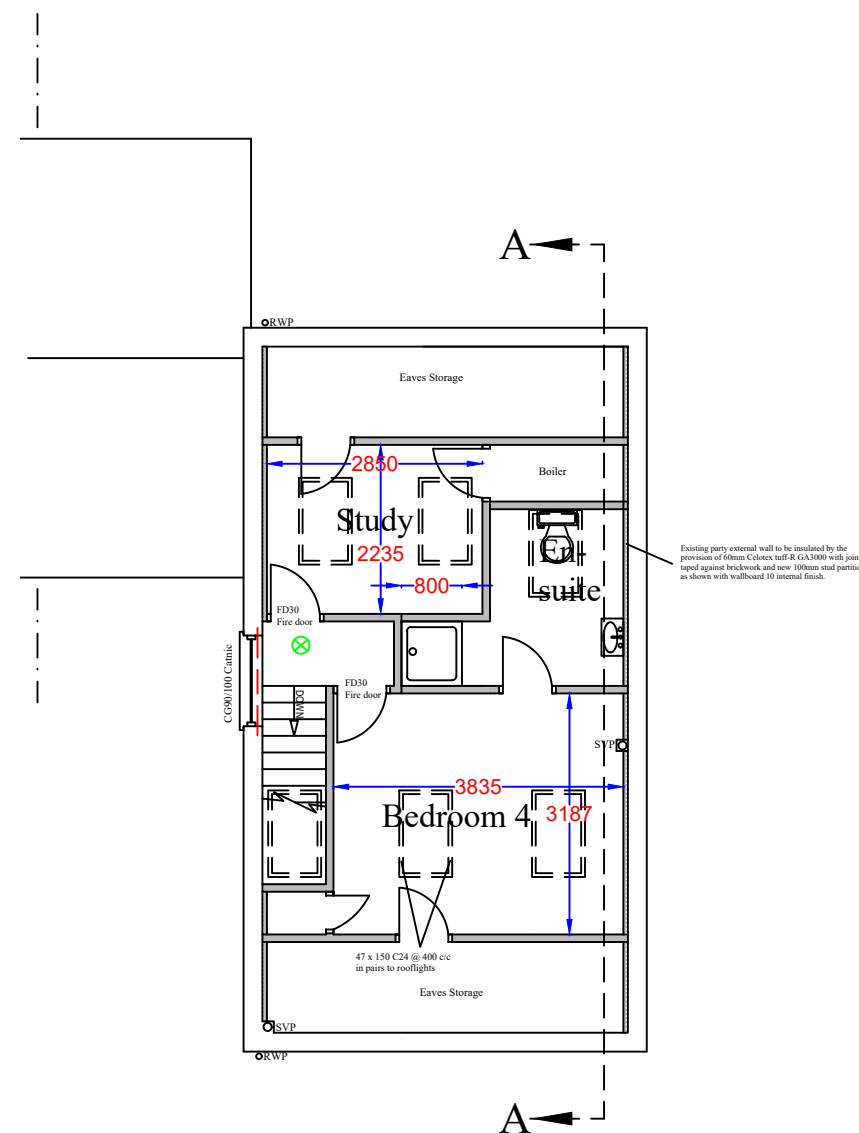 A
RWP
Eaves Storage
2850
Boiler
Study
2235
En-
suite
Existing party external wall to be insulated by the
provision of 60mm Celotex tuff-R GA3000 with join
taped against brickwork and new 100mm stud partitio
as shown with wallboard 10 internal finish.
800
FD30
Fire door
CG90/100 Catnic
FD30
Fire door
DOWN
SVP
3835
Bedroom 4
3187
47 x 150 C24 @ 400 c/c
in pairs to rooflights
Eaves Storage
SVP
RWP
A